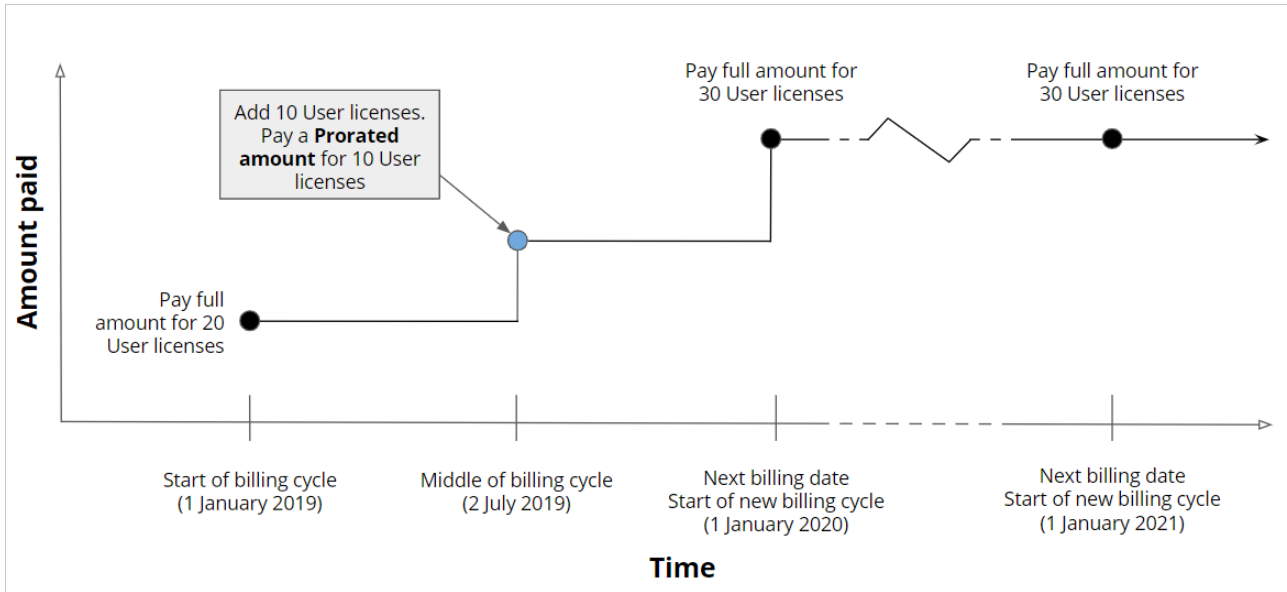 Pay full amount for
30 User licenses
Pay full amount for
30 User licenses
Add 10 User licenses.
Pay a Prorated
amount for 10 User
licenses
Amount paid
Pay full
amount for 20
User licenses
Start of billing cycle
(1 January 2019)
Middle of billing cycle
(2 July 2019)
Next billing date
Start of new billing cycle
(1 January 2020)
Next billing date
Start of new billing cycle
(1 January 2021)
Time